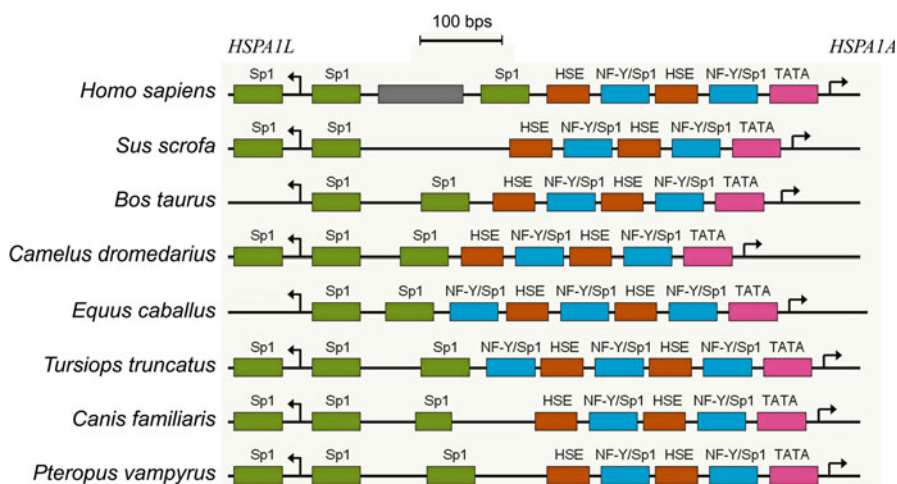 100 bps
HSPA1L HSPA1A
Sp1 Sp1 Sp1 HSE NF-Y/Sp1 HSE NF-Y/Sp1 TATA
Homo sapiens
Sp1 Sp1 HSE NF-Y/Sp1 HSE NF-Y/Sp1 TATA
Sus scrofa
Sp1 Sp1 HSE NF-Y/Sp1 HSE NF-Y/Sp1 TATA
Bos taurus
Sp1 Sp1 Sp1 HSE NF-Y/Sp1 HSE NF-Y/Sp1 TATA
Camelus dromedarius
Sp1 Sp1 NF-Y/Sp1 HSE NF-Y/Sp1 HSE NF-Y/Sp1 TATA
Equus caballus
Sp1 Sp1 Sp1 NF-Y/Sp1 HSE NF-Y/Sp1 HSE NF-Y/Sp1 TATA
Tursiops truncatus
Sp1 Sp1 Sp1 HSE NF-Y/Sp1 HSE NF-Y/Sp1 TATA
Canis familiaris
Sp1 Sp1 Sp1 HSE NF-Y/Sp1 HSE NF-Y/Sp1 TATA
Pteropus vampyrus